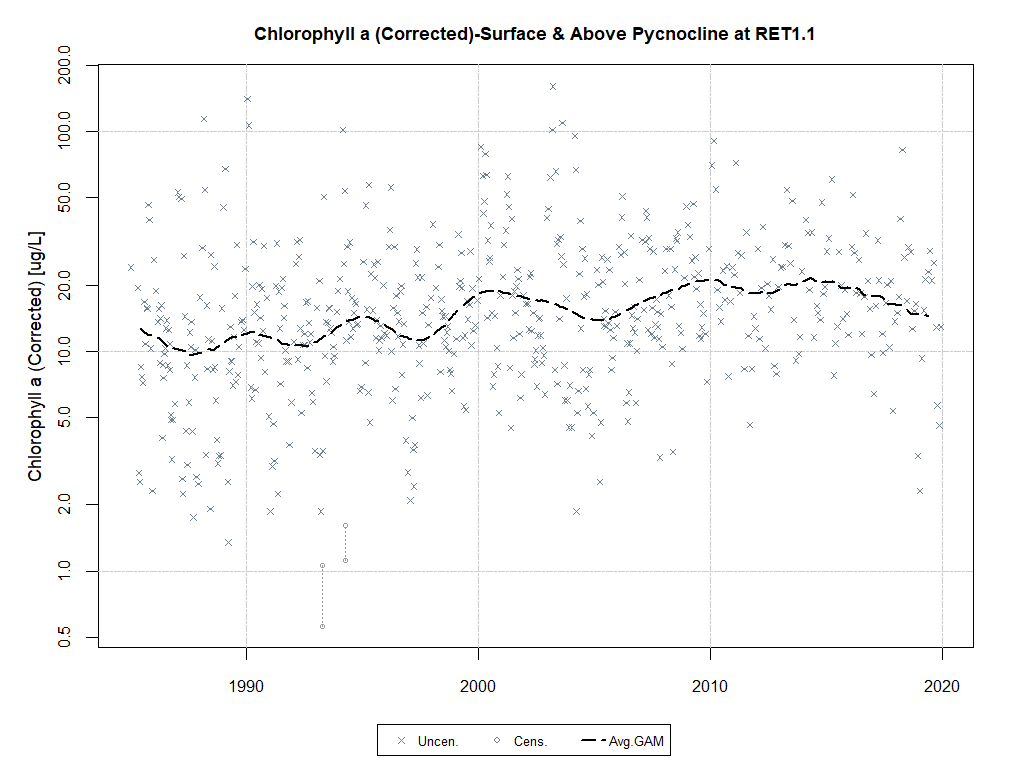 Chlorophyll a (Corrected)-Surface & Above Pycnocline at RET1.1
Chlorophyll a (Corrected) [ug/L]
200.0
100.0
50.0
20.0
10.0
5.0
2.0
1.0
0.5
1990 2000 2010 2020
Uncen. Cens. Avg.GAM